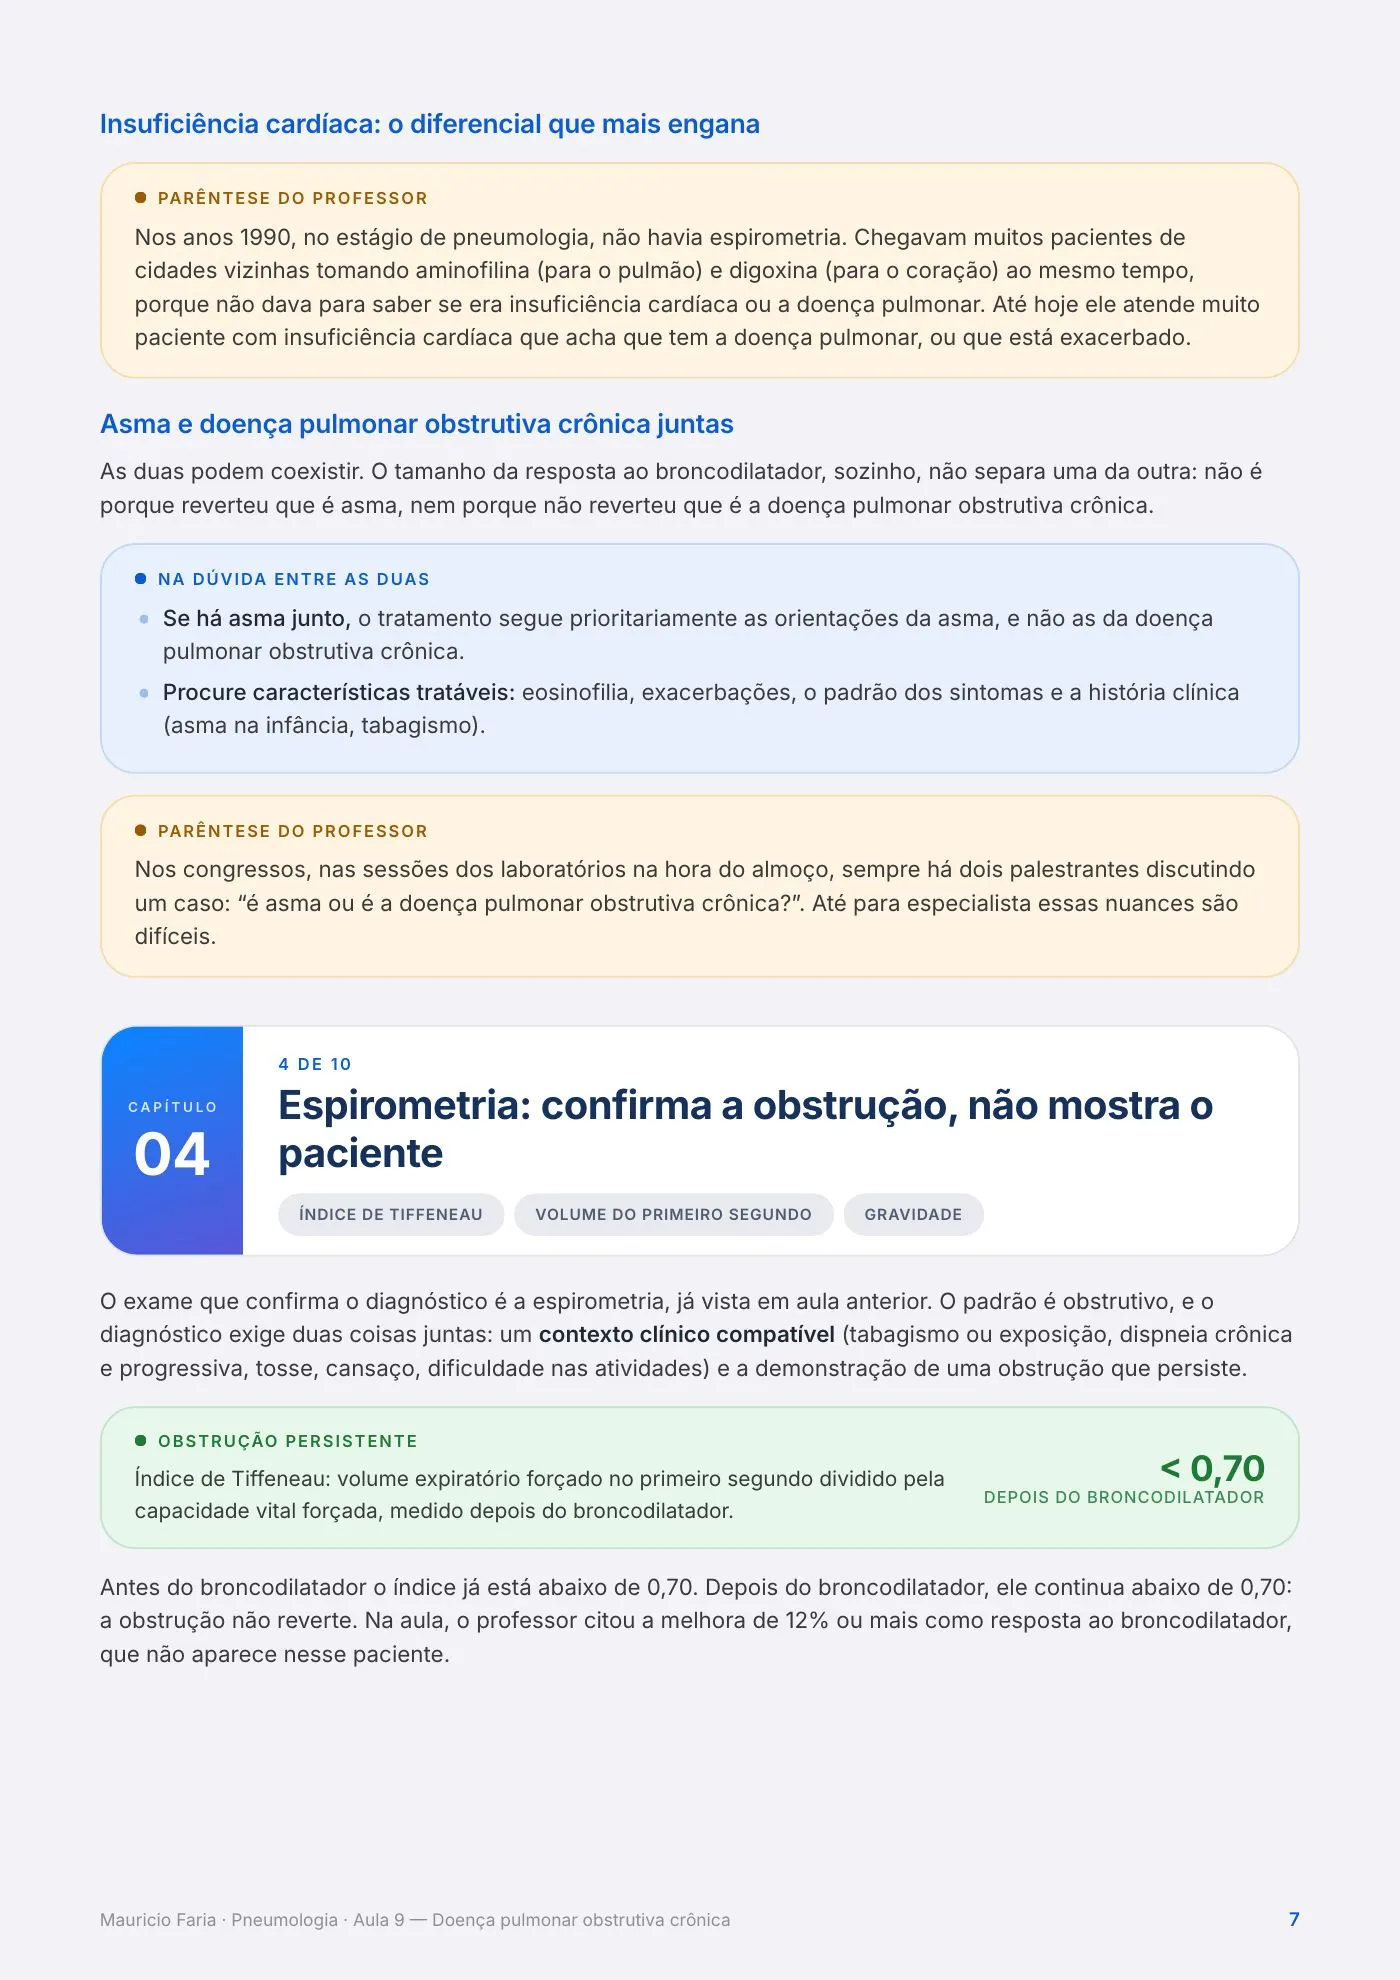 Insuficiência cardíaca: o diferencial que mais engana
PARÊNTESE DO PROFESSOR
Nos anos 1990, no estágio de pneumologia, não havia espirometria. Chegavam muitos pacientes de
cidades vizinhas tomando aminofilina (para o pulmão) e digoxina (para o coração) ao mesmo tempo,
porque não dava para saber se era insuficiência cardíaca ou a doença pulmonar. Até hoje ele atende muito
paciente com insuficiência cardíaca que acha que tem a doença pulmonar, ou que está exacerbado.
Asma e doença pulmonar obstrutiva crônica juntas
As duas podem coexistir. O tamanho da resposta ao broncodilatador, sozinho, não separa uma da outra: não é
porque reverteu que é asma, nem porque não reverteu que é a doença pulmonar obstrutiva crônica.
NA DÚVIDA ENTRE AS DUAS
Se há asma junto, o tratamento segue prioritariamente as orientações da asma, e não as da doença
pulmonar obstrutiva crônica.
Procure características tratáveis: eosinofilia, exacerbações, o padrão dos sintomas e a história clínica
(asma na infância, tabagismo).
PARÊNTESE DO PROFESSOR
Nos congressos, nas sessões dos laboratórios na hora do almoço, sempre há dois palestrantes discutindo
um caso: “é asma ou é a doença pulmonar obstrutiva crônica?”. Até para especialista essas nuances são
difíceis.
CAPÍTULO
04
4 DE 10
Espirometria: confirma a obstrução, não mostra o
paciente
ÍNDICE DE TIFFENEAU VOLUME DO PRIMEIRO SEGUNDO GRAVIDADE
O exame que confirma o diagnóstico é a espirometria, já vista em aula anterior. O padrão é obstrutivo, e o
diagnóstico exige duas coisas juntas: um contexto clínico compatível (tabagismo ou exposição, dispneia crônica
e progressiva, tosse, cansaço, dificuldade nas atividades) e a demonstração de uma obstrução que persiste.
OBSTRUÇÃO PERSISTENTE
Índice de Tiffeneau: volume expiratório forçado no primeiro segundo dividido pela
capacidade vital forçada, medido depois do broncodilatador.
< 0,70
DEPOIS DO BRONCODILATADOR
Antes do broncodilatador o índice já está abaixo de 0,70. Depois do broncodilatador, ele continua abaixo de 0,70:
a obstrução não reverte. Na aula, o professor citou a melhora de 12% ou mais como resposta ao broncodilatador,
que não aparece nesse paciente.
Mauricio Faria · Pneumologia · Aula 9 — Doença pulmonar obstrutiva crônica
7